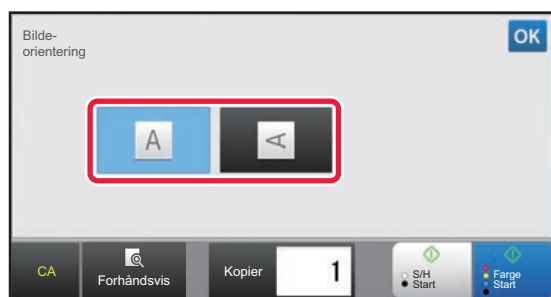 Bilde-
orientering
OK
A
A
CA
Forhåndsvis
Kopier
1
S/H
Start
Farge
Start